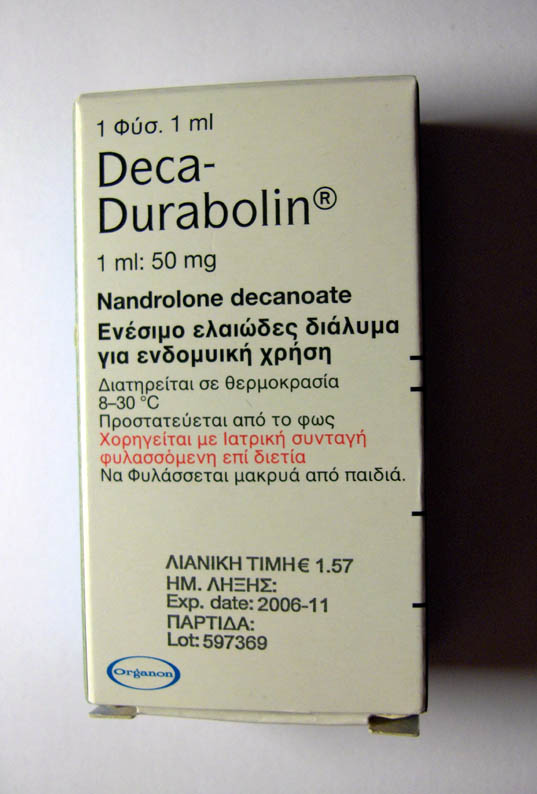 1 Φύσ. 1 ml
Deca-
Durabolin®
1 ml: 50 mg
Nandrolone decanoate
Ενέσιμο ελαιώδες διάλυμα
για ενδομυική χρήση
Διατηρείται σε θερμοκρασία
8–30 °C
Προστατεύεται από το φως
Χορηγείται με Ιατρική συνταγή
φυλασσόμενη επί διετία
Να Φυλάσσεται μακρυά από παιδιά.
ΛΙΑΝΙΚΗ ΤΙΜΗ € 1.57
ΗΜ. ΛΗΞΗΣ:
Exp. date: 2006-11
ΠΑΡΤΙΔΑ:
Lot: 597369
Organon